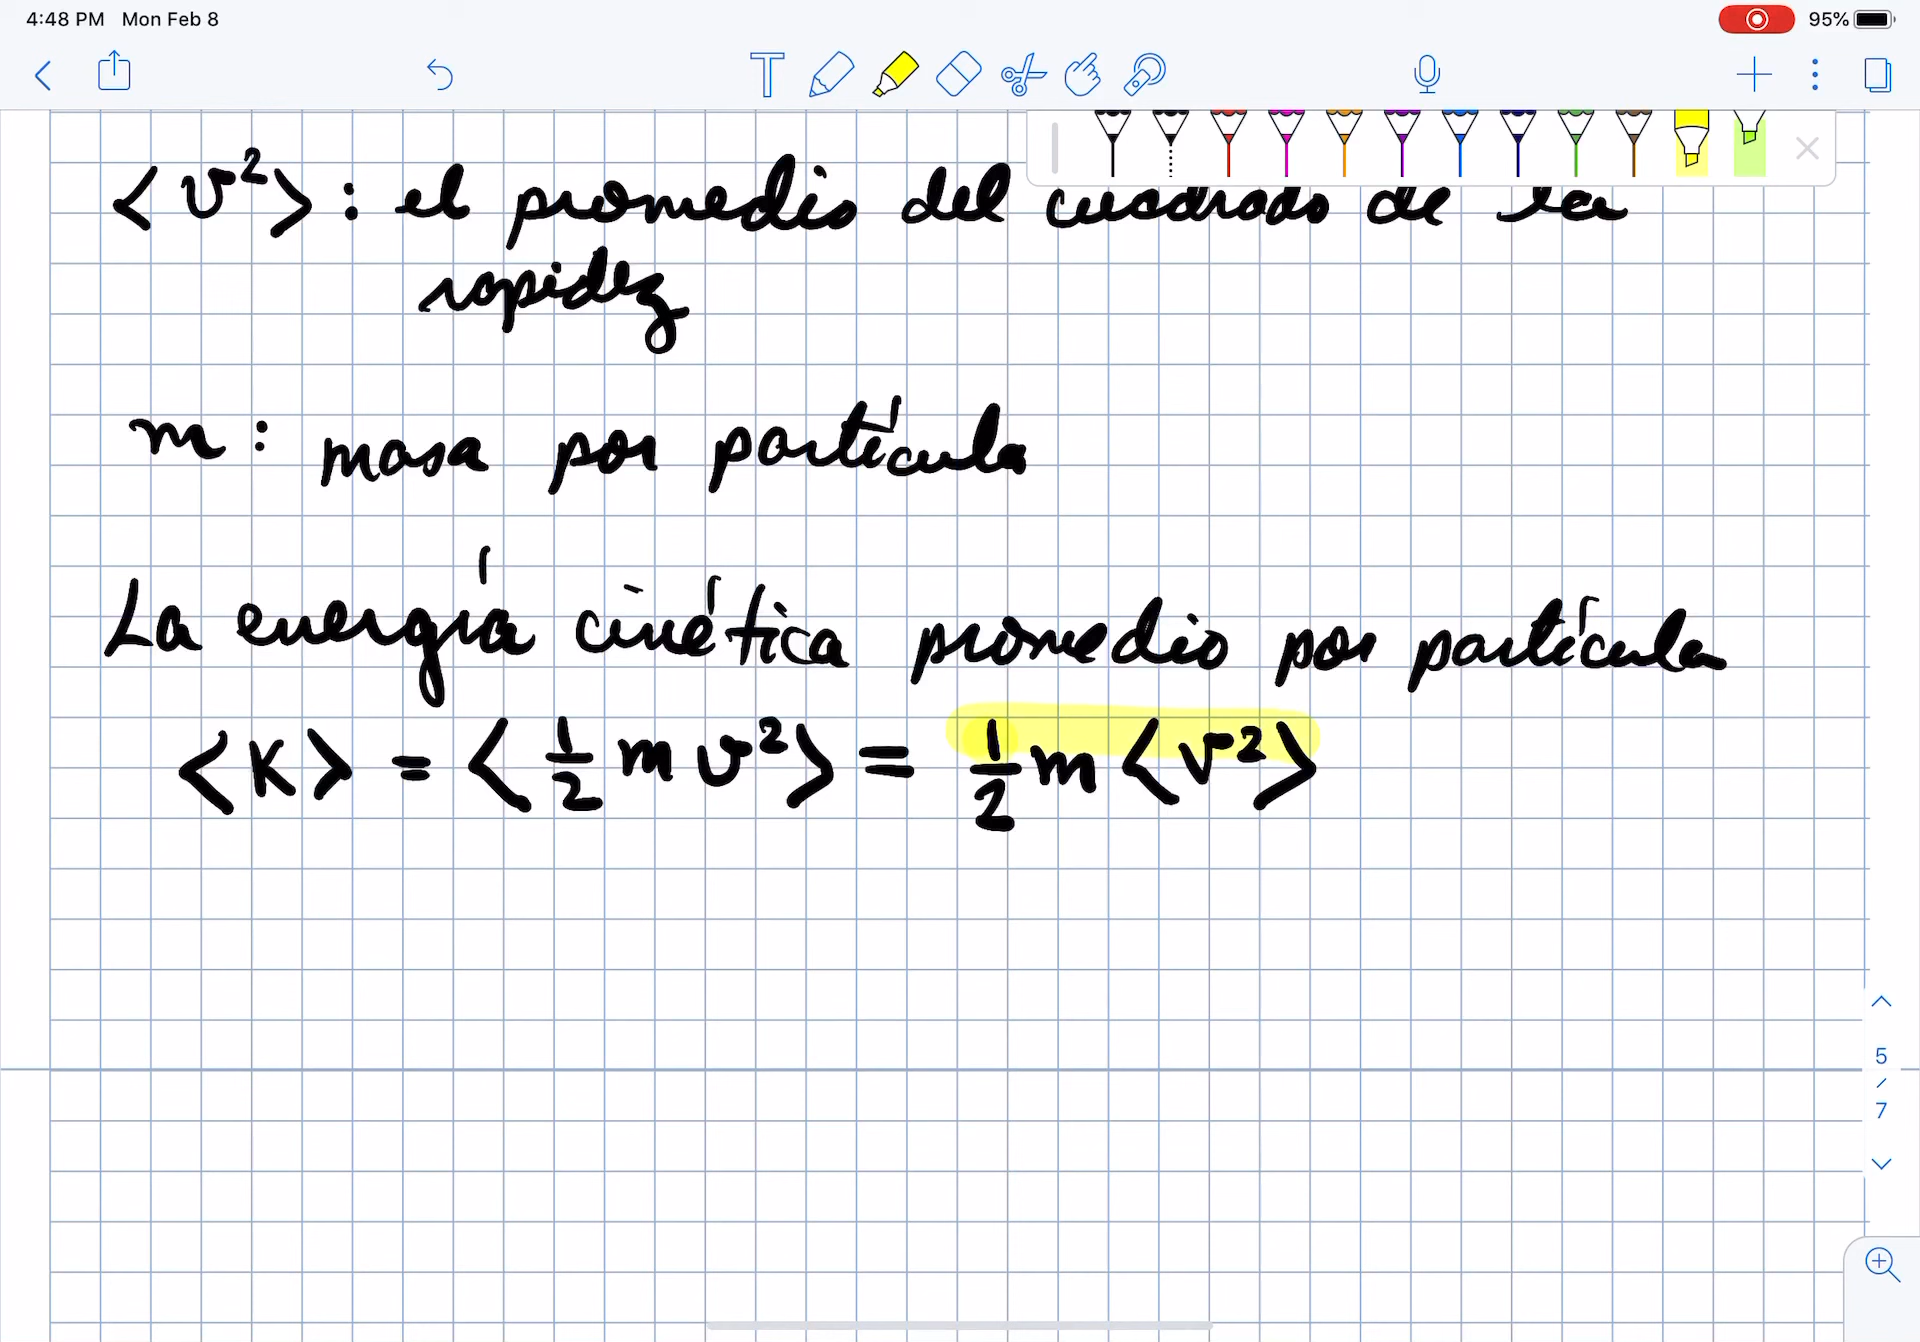 4:48 PM Mon Feb 8
95%
<v²> : el promedio del cuadrado de la
rapidez
m : masa por partícula
La energía cinética promedio por partícula
<K> = <½ m v²> = ½ m <v²>
5
/
7